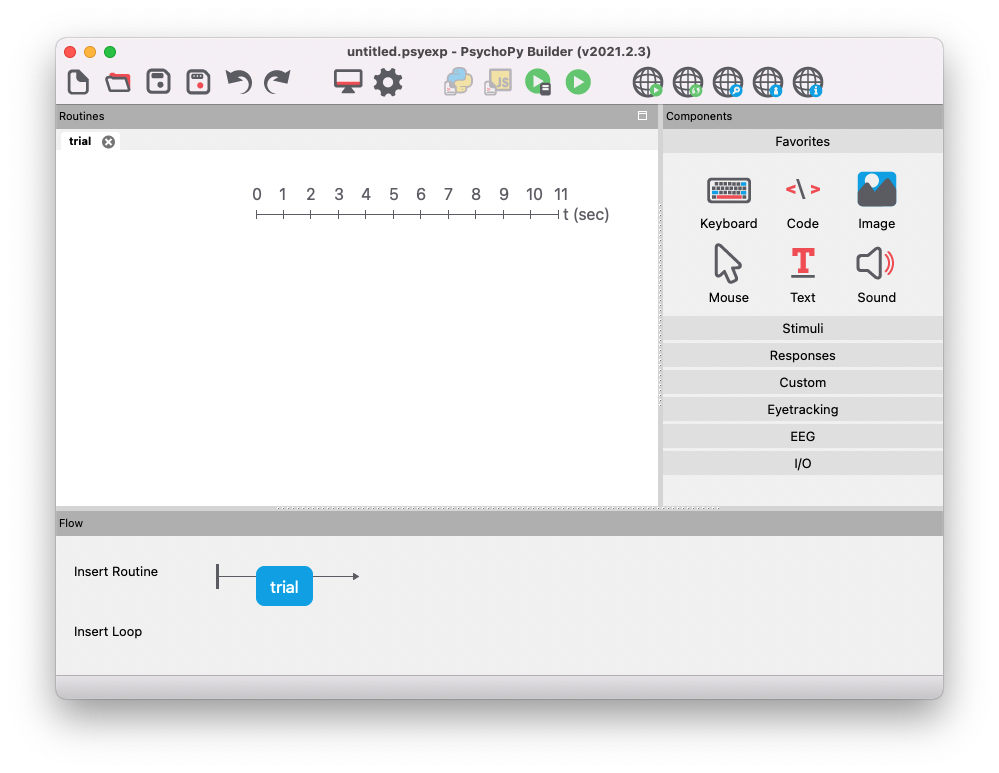 untitled.psyexp - PsychoPy Builder (v2021.2.3)
JS
Routines
Components
trial
Favorites
0 1 2 3 4 5 6 7 8 9 10 11
t (sec)
Keyboard Code Image
Mouse Text Sound
Stimuli
Responses
Custom
Eyetracking
EEG
I/O
Flow
Insert Routine
trial
Insert Loop